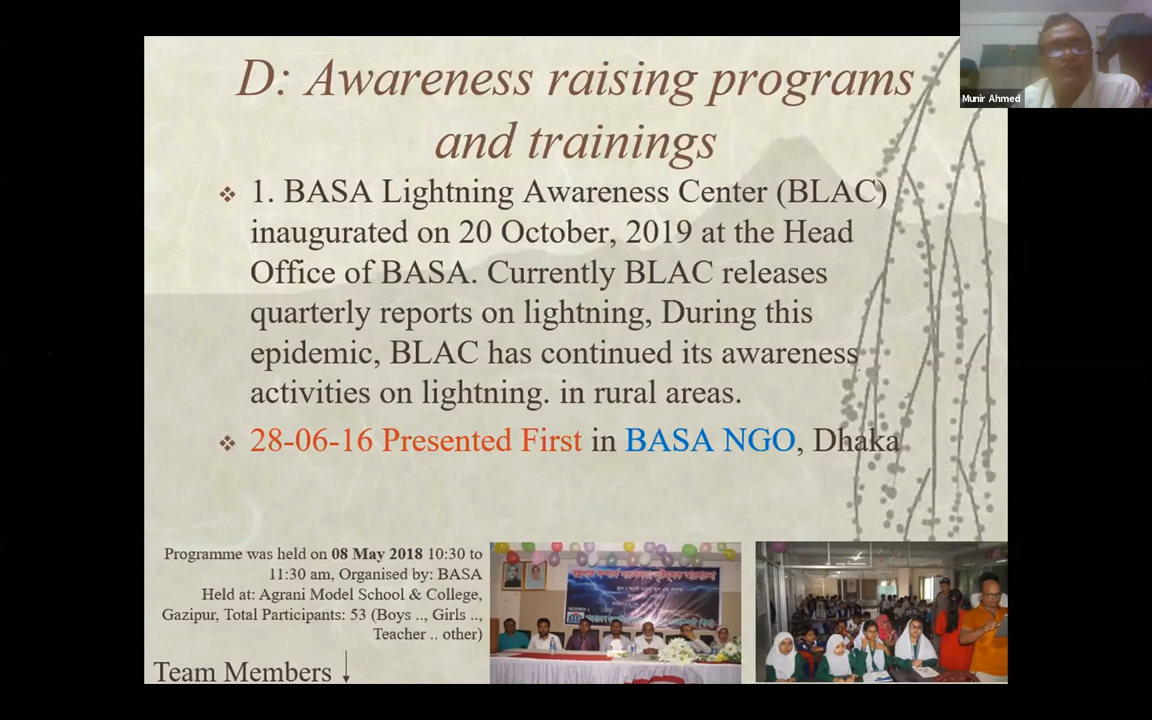 D: Awareness raising programs
and trainings
1. BASA Lightning Awareness Center (BLAC)
inaugurated on 20 October, 2019 at the Head
Office of BASA. Currently BLAC releases
quarterly reports on lightning, During this
epidemic, BLAC has continued its awareness
activities on lightning. in rural areas.
28-06-16 Presented First in BASA NGO, Dhaka
Programme was held on 08 May 2018 10:30 to
11:30 am, Organised by: BASA
Held at: Agrani Model School & College,
Gazipur, Total Participants: 53 (Boys .., Girls ..,
Teacher .. other)
Team Members
Munir Ahmed